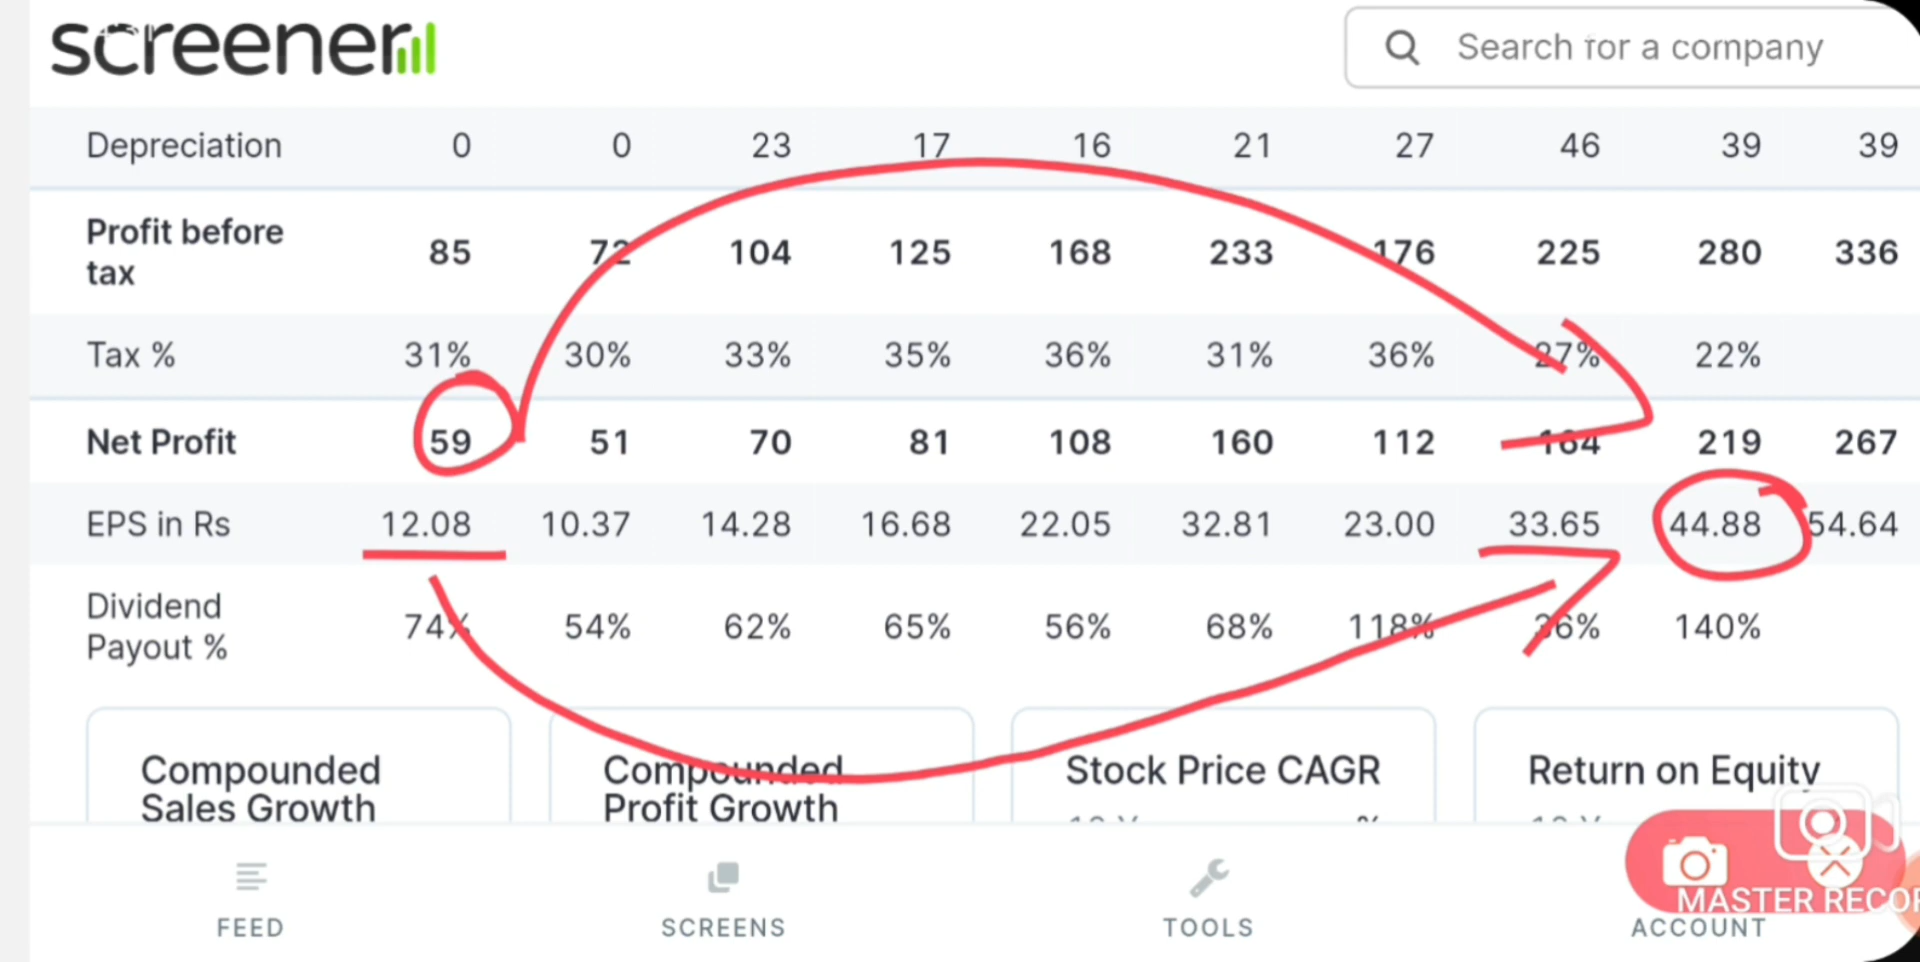 screener
Search for a company
Depreciation 0 0 23 17 16 21 27 46 39 39
Profit before tax 85 72 104 125 168 233 176 225 280 336
Tax % 31% 30% 33% 35% 36% 31% 36% 27% 22%
Net Profit 59 51 70 81 108 160 112 164 219 267
EPS in Rs 12.08 10.37 14.28 16.68 22.05 32.81 23.00 33.65 44.88 54.64
Dividend Payout % 74% 54% 62% 65% 56% 68% 118% 36% 140%
Compounded
Sales Growth
Compounded
Profit Growth
Stock Price CAGR
Return on Equity
FEED
SCREENS
TOOLS
ACCOUNT
MASTER RECOR